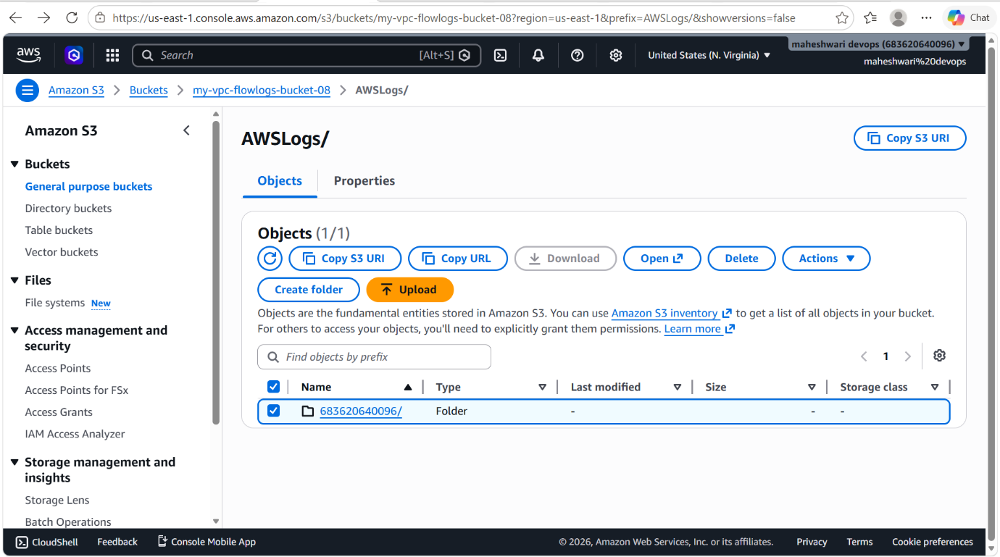 https://us-east-1.console.aws.amazon.com/s3/buckets/my-vpc-flowlogs-bucket-08?region=us-east-1&prefix=AWSLogs/&showversions=false
Chat
aws
Search [Alt+S]
United States (N. Virginia)
maheshwari devops (683620640096)
maheshwari%20devops
Amazon S3 > Buckets > my-vpc-flowlogs-bucket-08 > AWSLogs/
Amazon S3
Buckets
General purpose buckets
Directory buckets
Table buckets
Vector buckets
Files
File systems New
Access management and
security
Access Points
Access Points for FSx
Access Grants
IAM Access Analyzer
Storage management and
insights
Storage Lens
Batch Operations
AWSLogs/
Copy S3 URI
Objects Properties
Objects (1/1)
Copy S3 URI Copy URL Download Open Delete Actions
Create folder Upload
Objects are the fundamental entities stored in Amazon S3. You can use Amazon S3 inventory to get a list of all objects in your bucket.
For others to access your objects, you'll need to explicitly grant them permissions. Learn more
Find objects by prefix
1
Name Type Last modified Size Storage class
683620640096/ Folder - - -
CloudShell Feedback Console Mobile App © 2026, Amazon Web Services, Inc. or its affiliates. Privacy Terms Cookie preferences